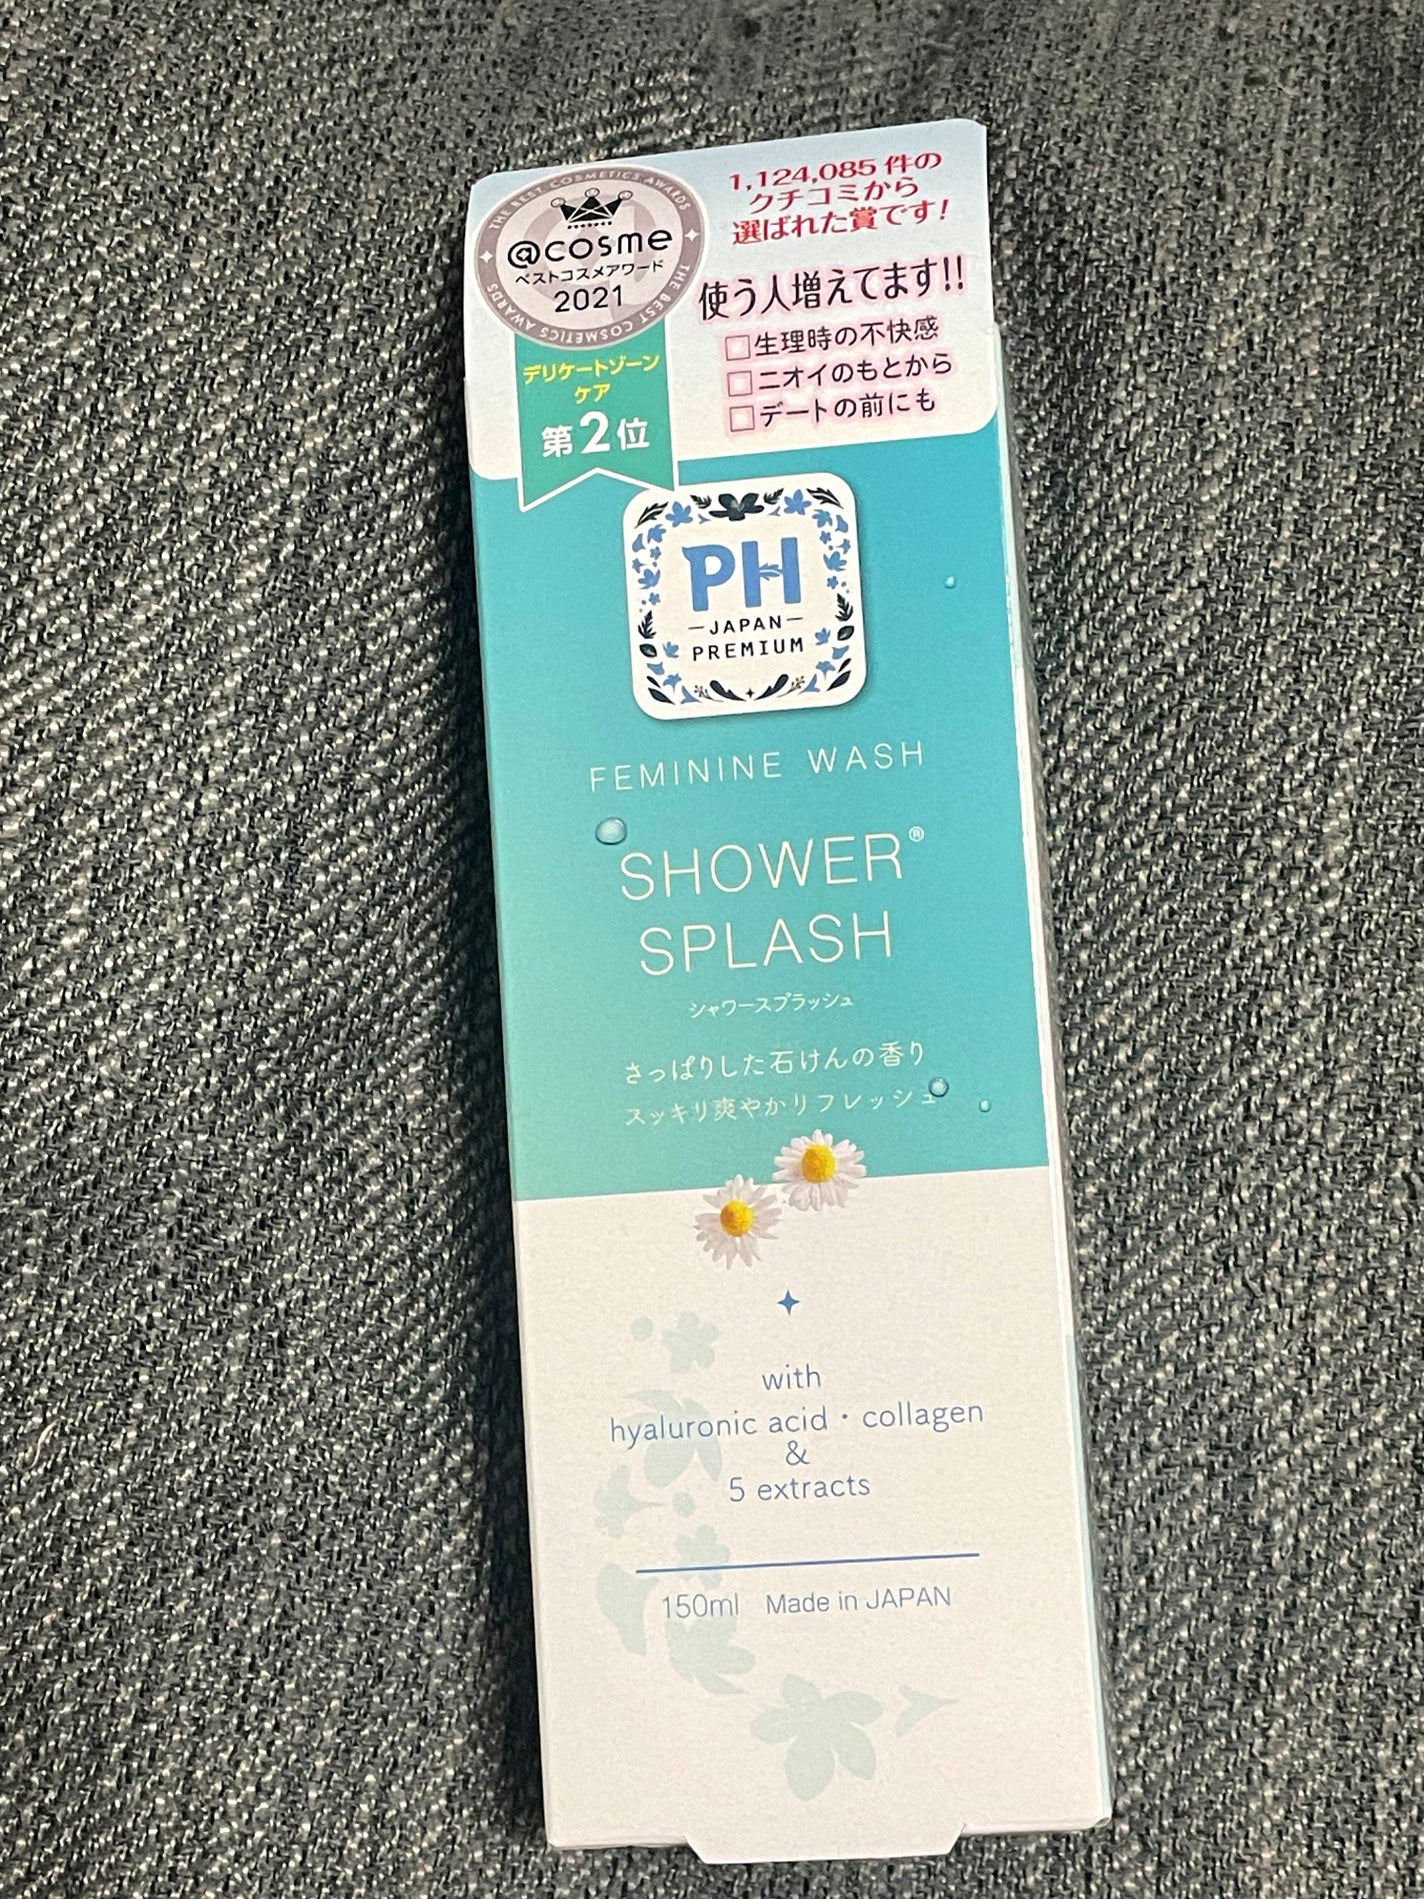 THE BEST COSMETICS AWARDS
@cosme
ベストコスメアワード
2021
THE BEST COSMETICS AWARDS
デリケートゾーン
ケア
第2位
1,124,085件の
クチコミから
選ばれた賞です!
使う人増えてます!!
□生理時の不快感
□ニオイのもとから
□デートの前にも
PH
JAPAN
PREMIUM
FEMININE WASH
SHOWER®
SPLASH
シャワースプラッシュ
さっぱりした石けんの香り
スッキリ爽やかリフレッシュ
with
hyaluronic acid・collagen
&
5 extracts
150ml Made in JAPAN